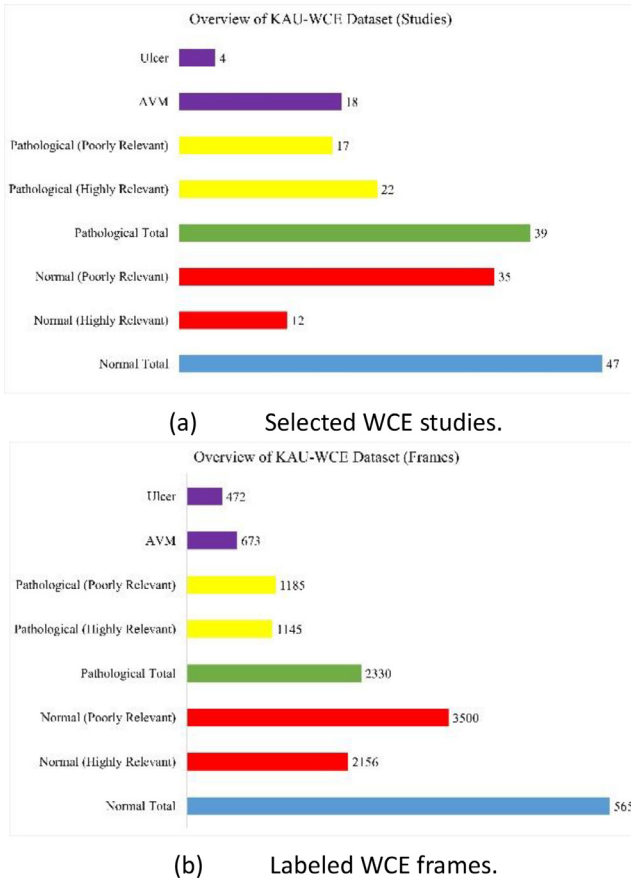 Overview of KAU-WCE Dataset (Studies)
Ulcer 4
AVM 18
Pathological (Poorly Relevant) 17
Pathological (Highly Relevant) 22
Pathological Total 39
Normal (Poorly Relevant) 35
Normal (Highly Relevant) 12
Normal Total 47
(a) Selected WCE studies.
Overview of KAU-WCE Dataset (Frames)
Ulcer 472
AVM 673
Pathological (Poorly Relevant) 1185
Pathological (Highly Relevant) 1145
Pathological Total 2330
Normal (Poorly Relevant) 3500
Normal (Highly Relevant) 2156
Normal Total 565
(b) Labeled WCE frames.